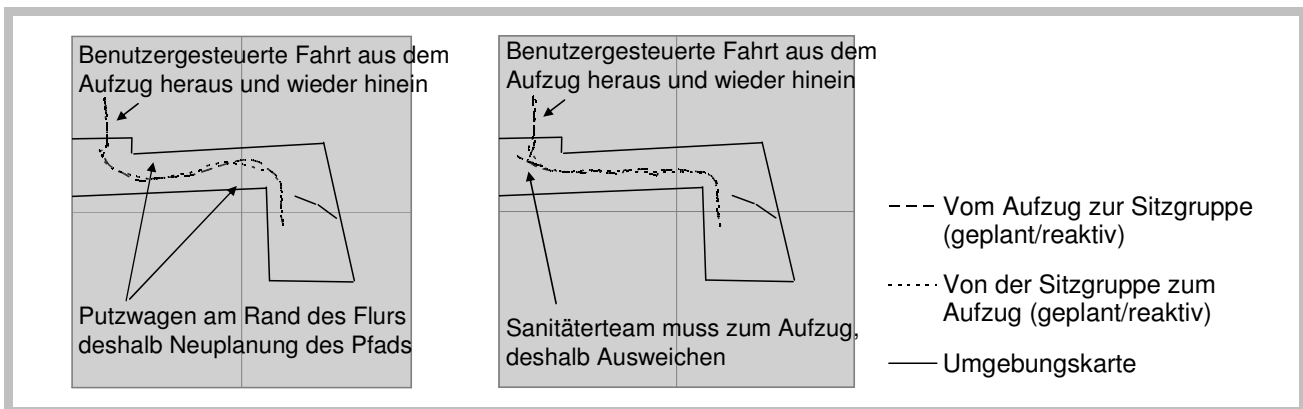 Benutzergesteuerte Fahrt aus dem
Aufzug heraus und wieder hinein
Putzwagen am Rand des Flurs
deshalb Neuplanung des Pfads
Benutzergesteuerte Fahrt aus dem
Aufzug heraus und wieder hinein
Sanitäterteam muss zum Aufzug,
deshalb Ausweichen
Vom Aufzug zur Sitzgruppe
(geplant/reaktiv)
Von der Sitzgruppe zum
Aufzug (geplant/reaktiv)
Umgebungskarte